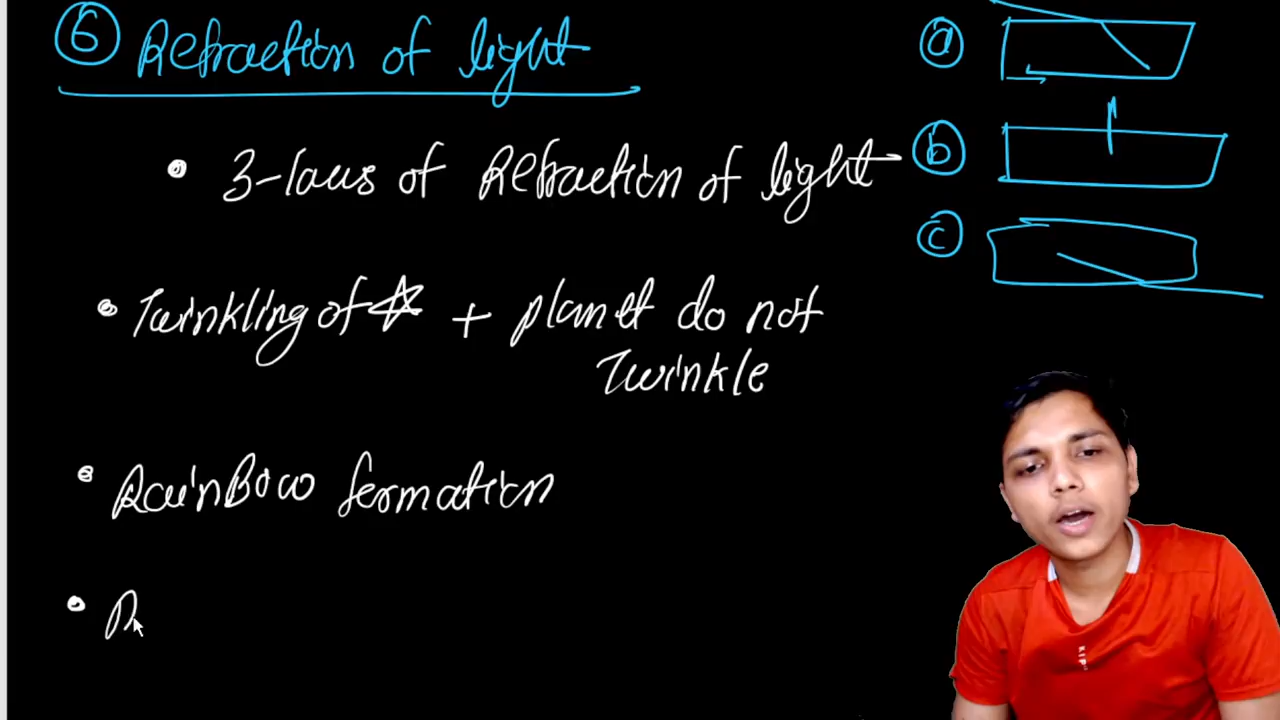 6 Refraction of light
• 3-laws of Refraction of light
• Twinkling of ☆ + planet do not
Twinkle
• RainBow formation
• R
a
b
c